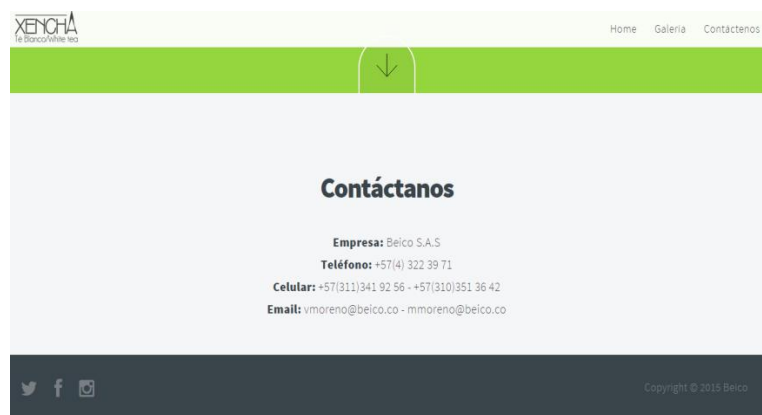 XENCHA
Té Blanco/White tea
Home Galeria Contáctenos
Contáctanos
Empresa: Beico S.A.S
Teléfono: +57(4) 322 39 71
Celular: +57(311)341 92 56 - +57(310)351 36 42
Email: vmoreno@beico.co - mmoreno@beico.co
Copyright © 2015 Beico